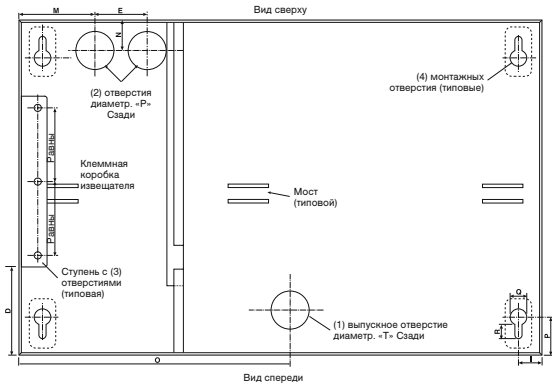 Вид сверху
M
E
N
(2) отверстия
диаметр. «P»
Сзади
(4) монтажных
отверстия (типовые)
Равны
Клеммная
коробка
извещателя
Мост
(типовой)
Равны
Ступень с (3)
отверстиями
(типовая)
D
Q
R
P
(1) выпускное отверстие
диаметр. «T» Сзади
O
I
Вид спереди